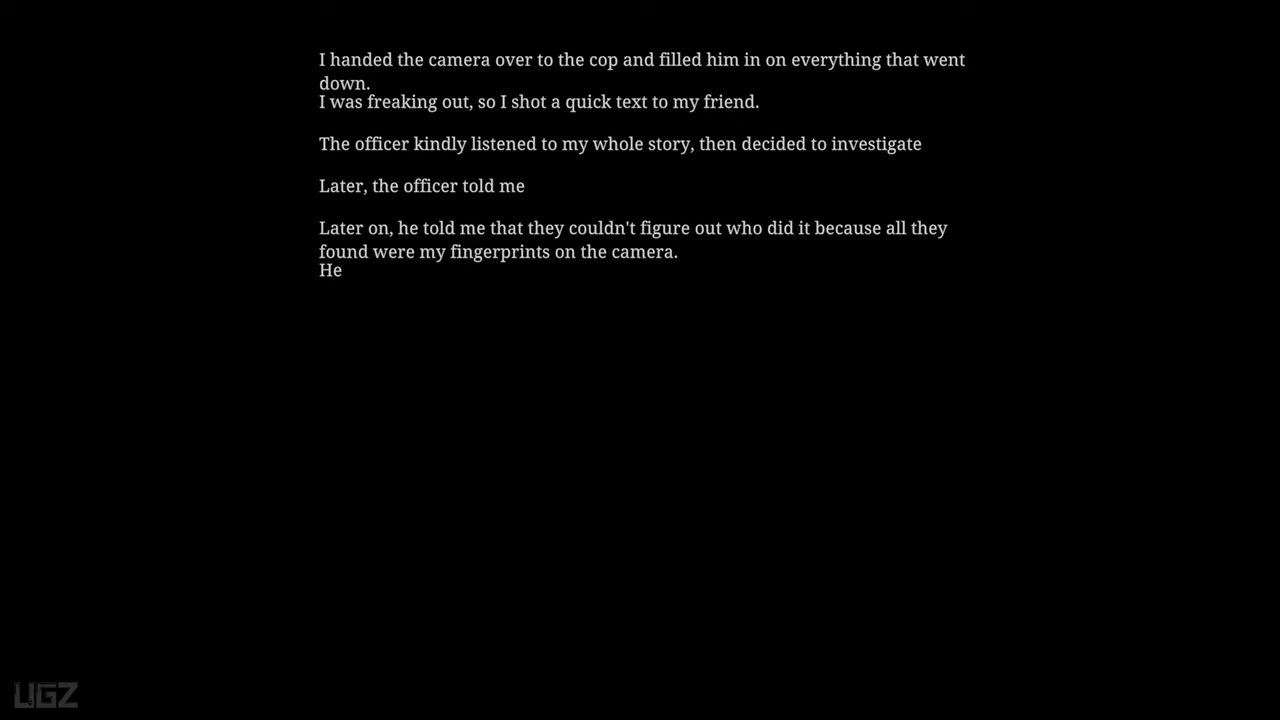 I handed the camera over to the cop and filled him in on everything that went
down.
I was freaking out, so I shot a quick text to my friend.
The officer kindly listened to my whole story, then decided to investigate
Later, the officer told me
Later on, he told me that they couldn't figure out who did it because all they
found were my fingerprints on the camera.
He
UGZ